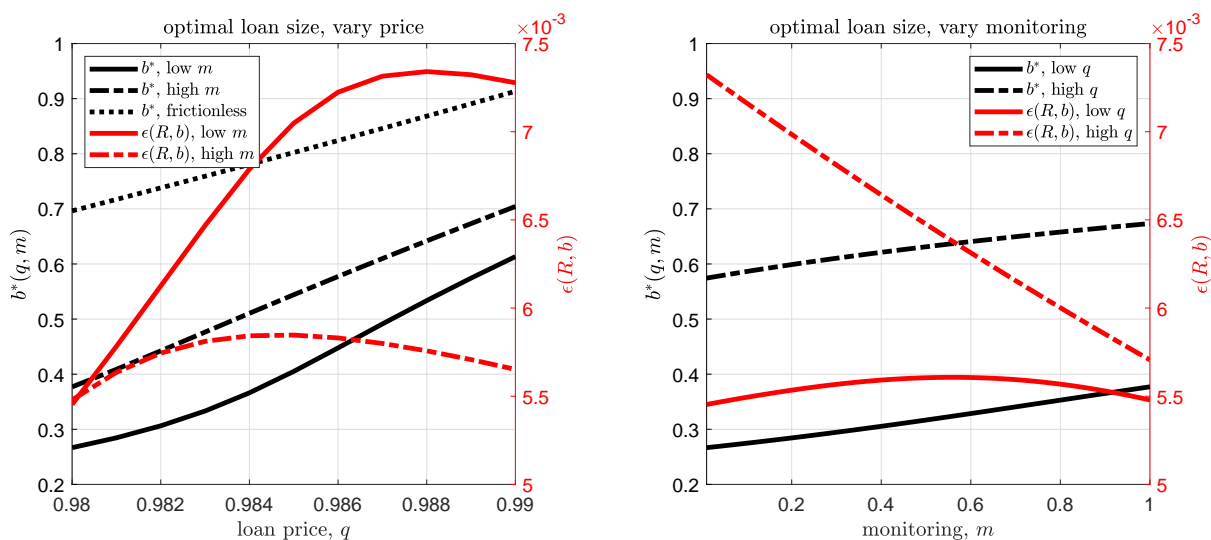 optimal loan size, vary price
×10⁻³
1
0.9
0.8
0.7
0.6
0.5
0.4
0.3
0.2
b*(q, m)
b*, low m
b*, high m
b*, frictionless
ϵ(R, b), low m
ϵ(R, b), high m
7.5
7
6.5
6
5.5
5
ϵ(R, b)
0.98
0.982
0.984
0.986
0.988
0.99
loan price, q
optimal loan size, vary monitoring
×10⁻³
1
0.9
0.8
0.7
0.6
0.5
0.4
0.3
0.2
b*(q, m)
b*, low q
b*, high q
ϵ(R, b), low q
ϵ(R, b), high q
7.5
7
6.5
6
5.5
5
ϵ(R, b)
0.2
0.4
0.6
0.8
1
monitoring, m